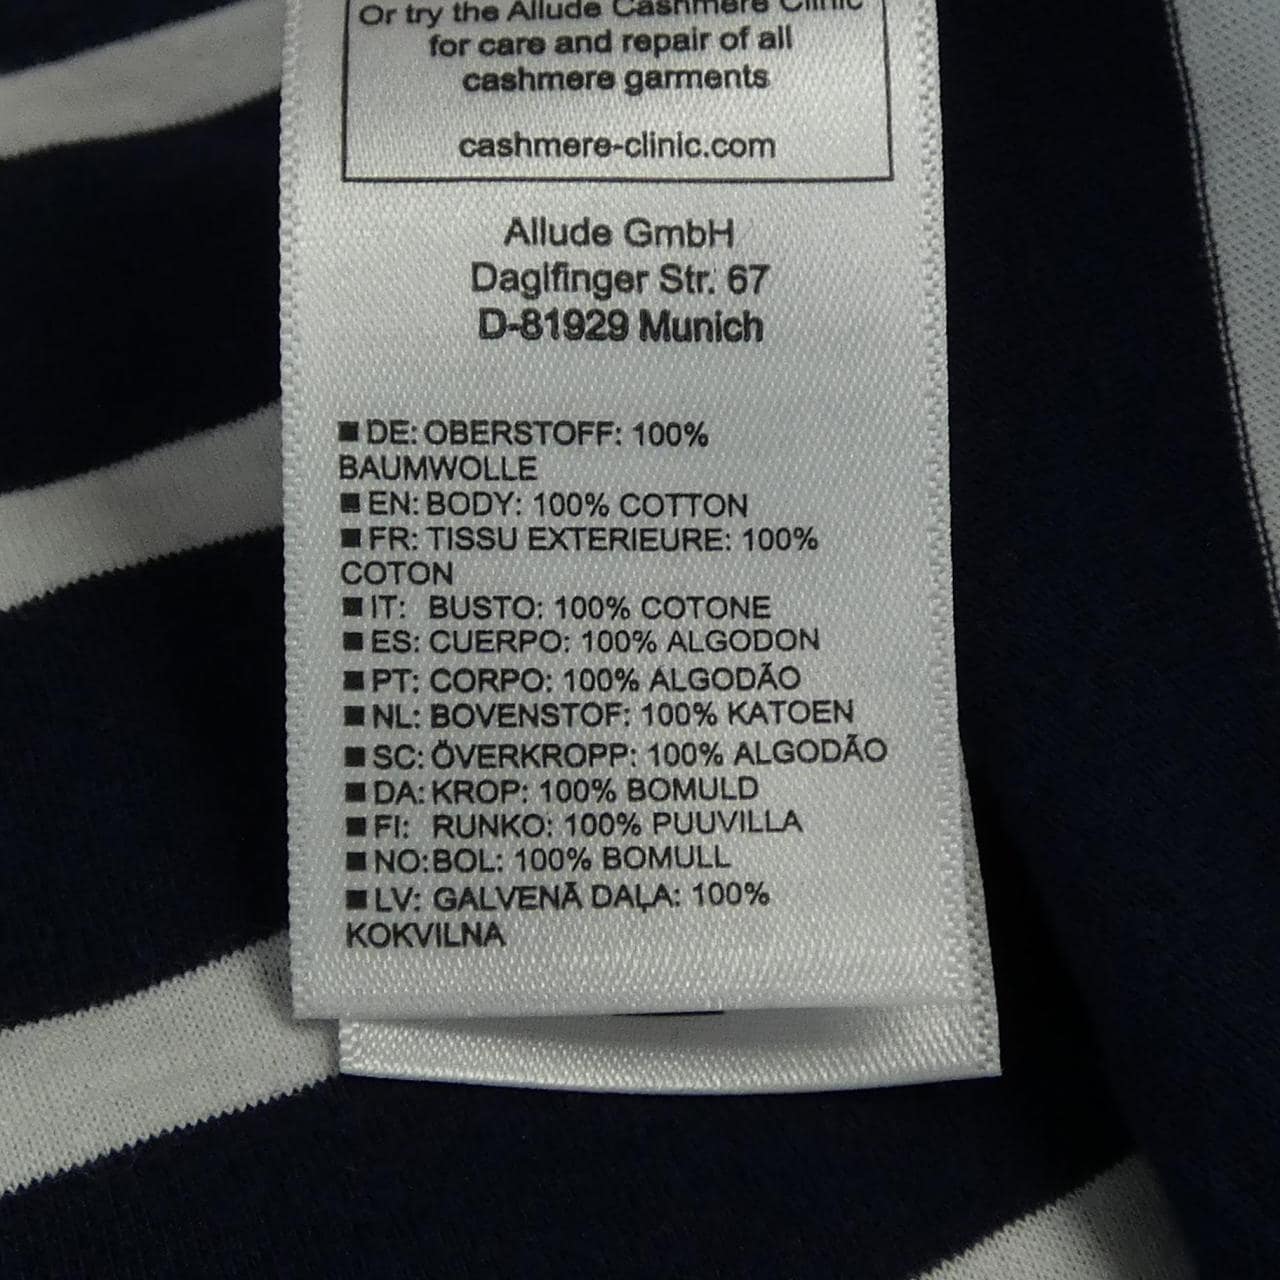 Or try the Allude Cashmere Clinic
for care and repair of all
cashmere garments
cashmere-clinic.com
Allude GmbH
Daglfinger Str. 67
D-81929 Munich
■ DE: OBERSTOFF: 100%
BAUMWOLLE
■ EN: BODY: 100% COTTON
■ FR: TISSU EXTERIEURE: 100%
COTON
■ IT: BUSTO: 100% COTONE
■ ES: CUERPO: 100% ALGODON
■ PT: CORPO: 100% ALGODÃO
■ NL: BOVENSTOF: 100% KATOEN
■ SC: ÖVERKROPP: 100% ALGODÃO
■ DA: KROP: 100% BOMULD
■ FI: RUNKO: 100% PUUVILLA
■ NO: BOL: 100% BOMULL
■ LV: GALVENĀ DAĻA: 100%
KOKVILNA